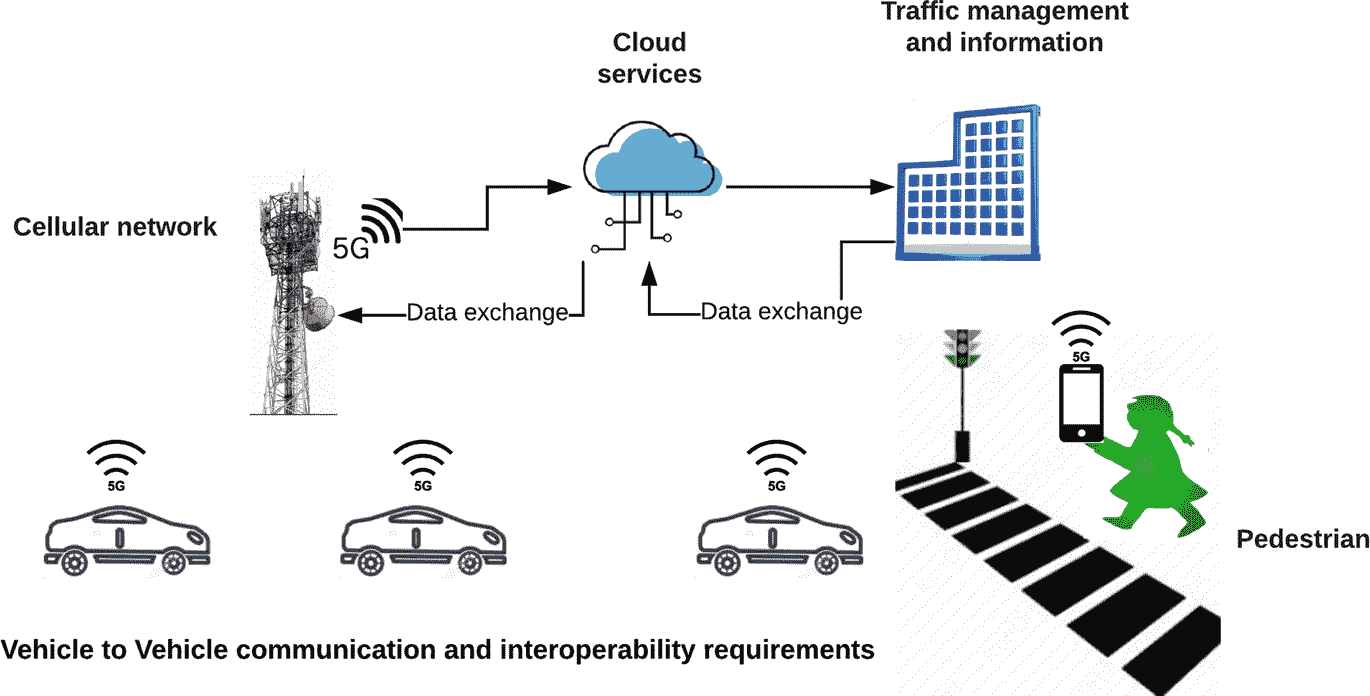 Traffic management
and information
Cloud
services
Cellular network
5G
Data exchange
Data exchange
5G
5G
5G
5G
Pedestrian
Vehicle to Vehicle communication and interoperability requirements